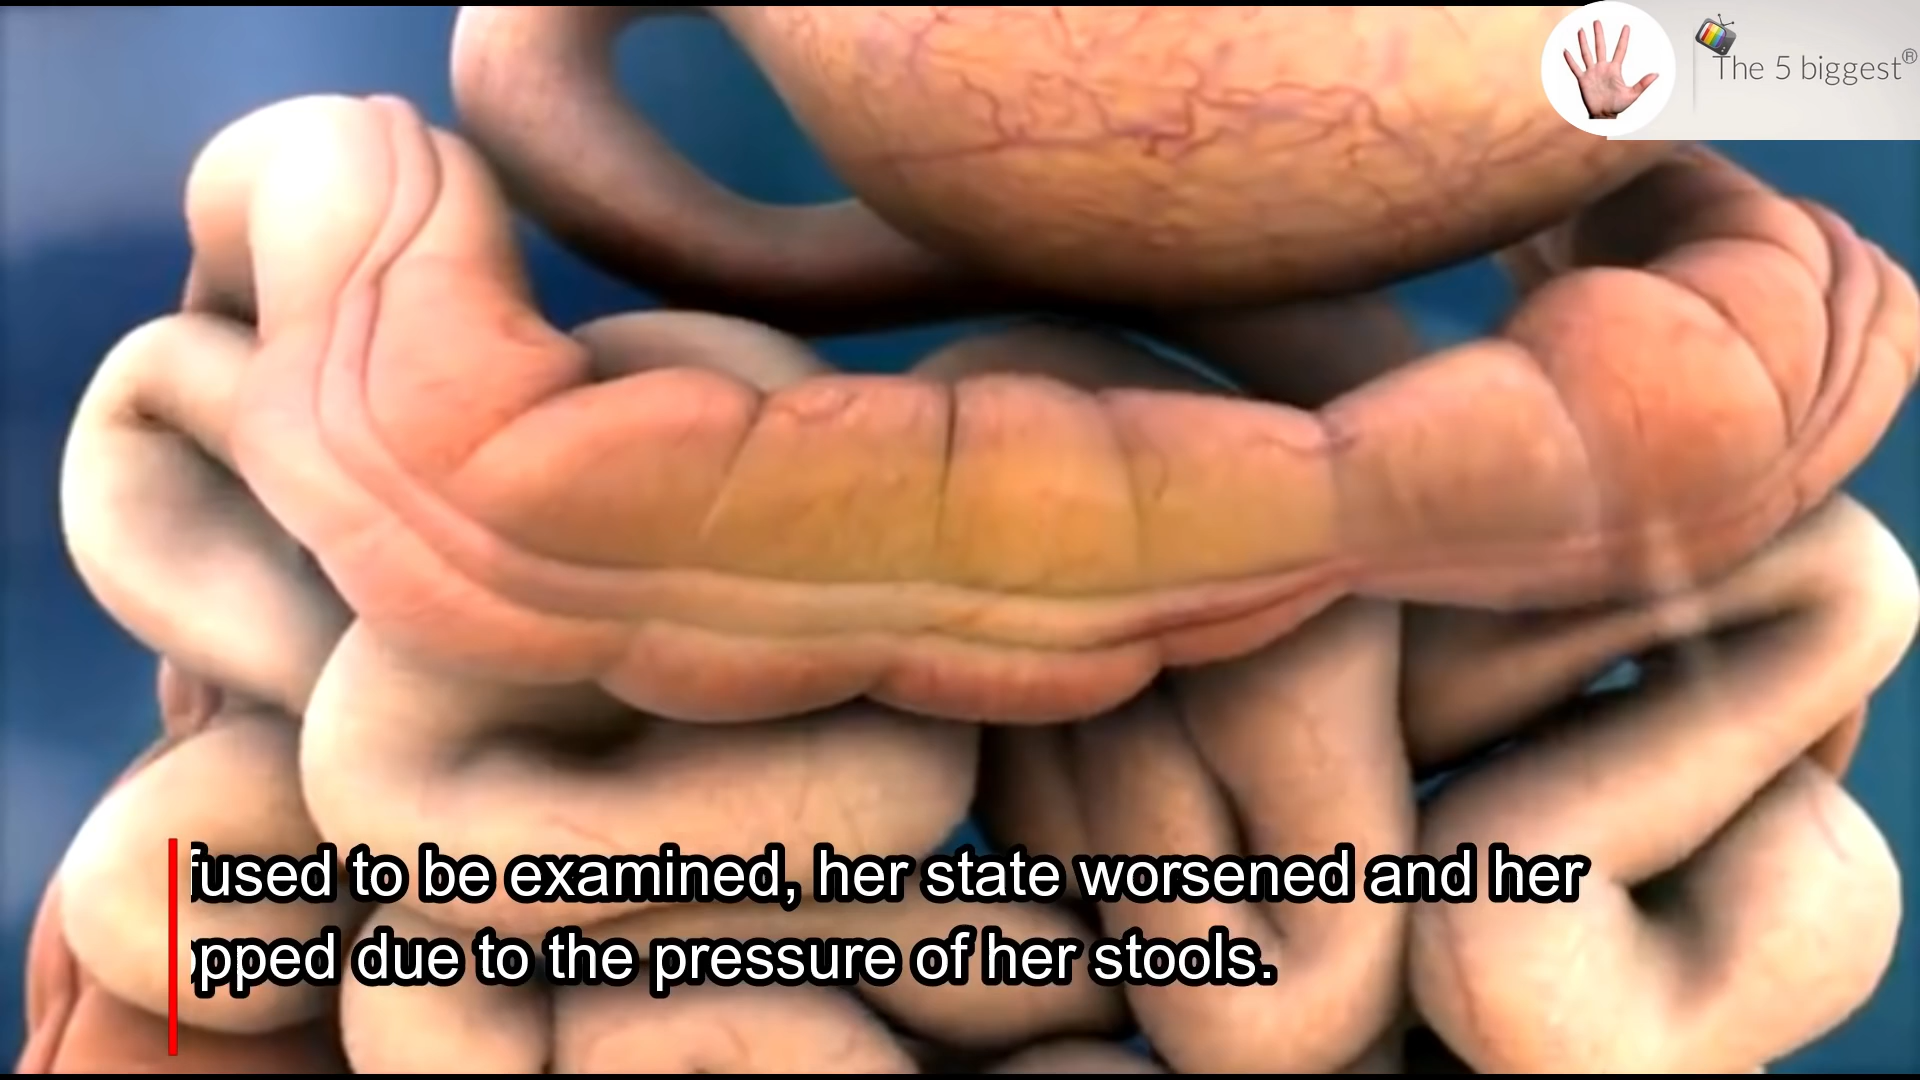 The 5 biggest®
fused to be examined, her state worsened and her
pped due to the pressure of her stools.